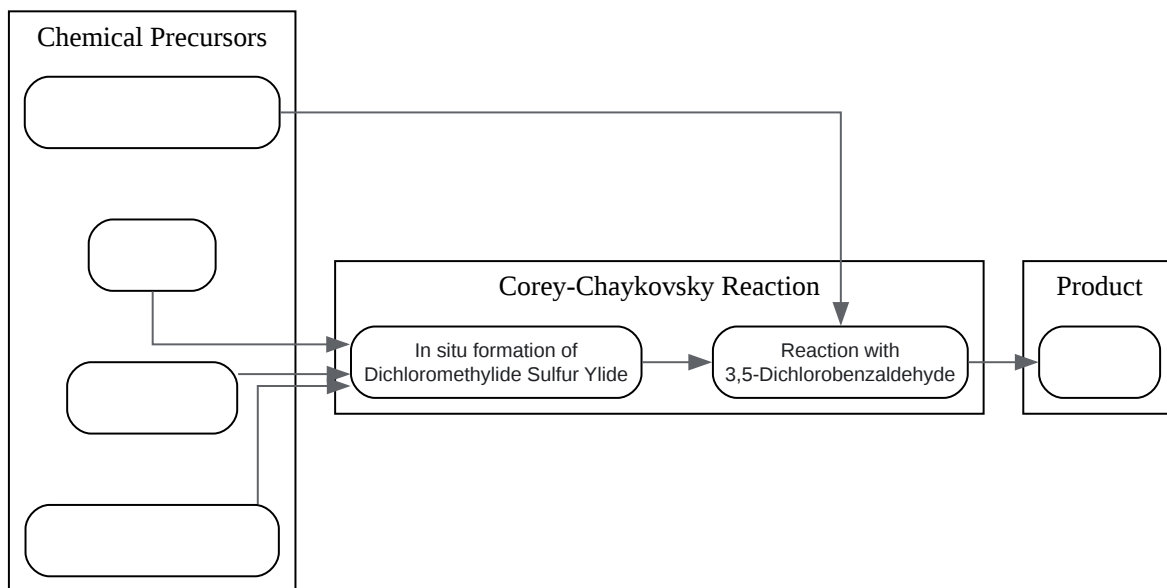 Chemical Precursors
Corey-Chaykovsky Reaction
Product
In situ formation of
Dichloromethylide Sulfur Ylide
Reaction with
3,5-Dichlorobenzaldehyde